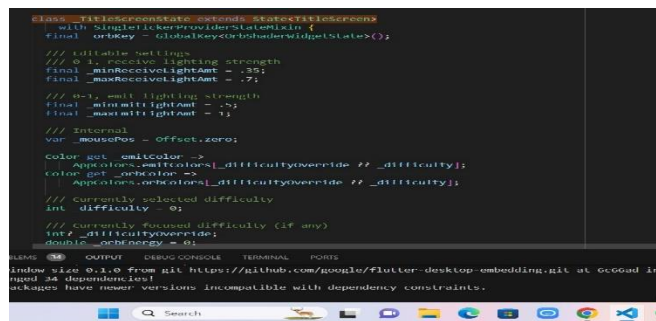 class _TitleScreenState extends State<TitleScreen>
with SingleTickerProviderStateMixin {
final _orbKey = GlobalKey<OrbShaderWidgetState>();
/// Editable Settings
/// 0-1, receive lighting strength
final _minReceiveLightAmt = .35;
final _maxReceiveLightAmt = .7;
/// 0-1, emit lighting strength
final _minEmitLightAmt = .5;
final _maxEmitLightAmt = 1;
/// Internal
var _mousePos = Offset.zero;
Color get _emitColor =>
AppColors.emitColors[_difficultyOverride ?? _difficulty];
Color get _orbColor =>
AppColors.orbColors[_difficultyOverride ?? _difficulty];
/// Currently selected difficulty
int _difficulty = 0;
/// Currently focused difficulty (if any)
int? _difficultyOverride;
double _orbEnergy = 0;
BLEMS 34 OUTPUT DEBUG CONSOLE TERMINAL PORTS
indow size 0.1.0 from git https://github.com/google/flutter-desktop-embedding.git at in
nged 34 dependencies!
ackages have newer versions incompatible with dependency constraints.
Search